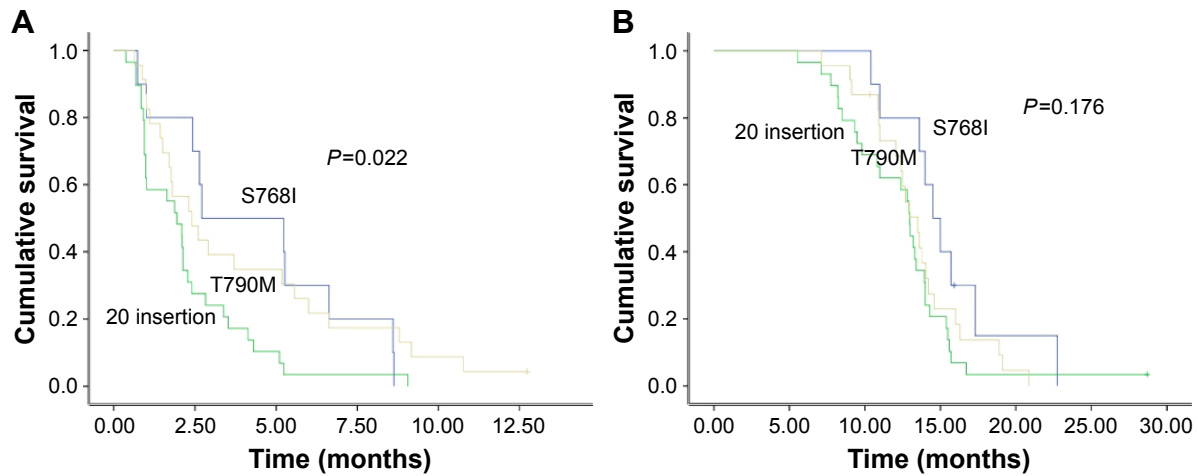 A
Cumulative survival
1.0
0.8
0.6
0.4
0.2
0.0
P=0.022
S768I
T790M
20 insertion
0.00 2.50 5.00 7.50 10.00 12.50
Time (months)
B
Cumulative survival
1.0
0.8
0.6
0.4
0.2
0.0
P=0.176
20 insertion
S768I
T790M
0.00 5.00 10.00 15.00 20.00 25.00 30.00
Time (months)